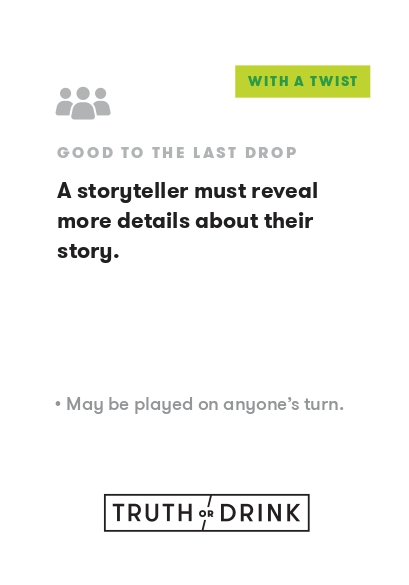 WITH A TWIST
GOOD TO THE LAST DROP
A storyteller must reveal
more details about their
story.
• May be played on anyone's turn.
TRUTH OR DRINK